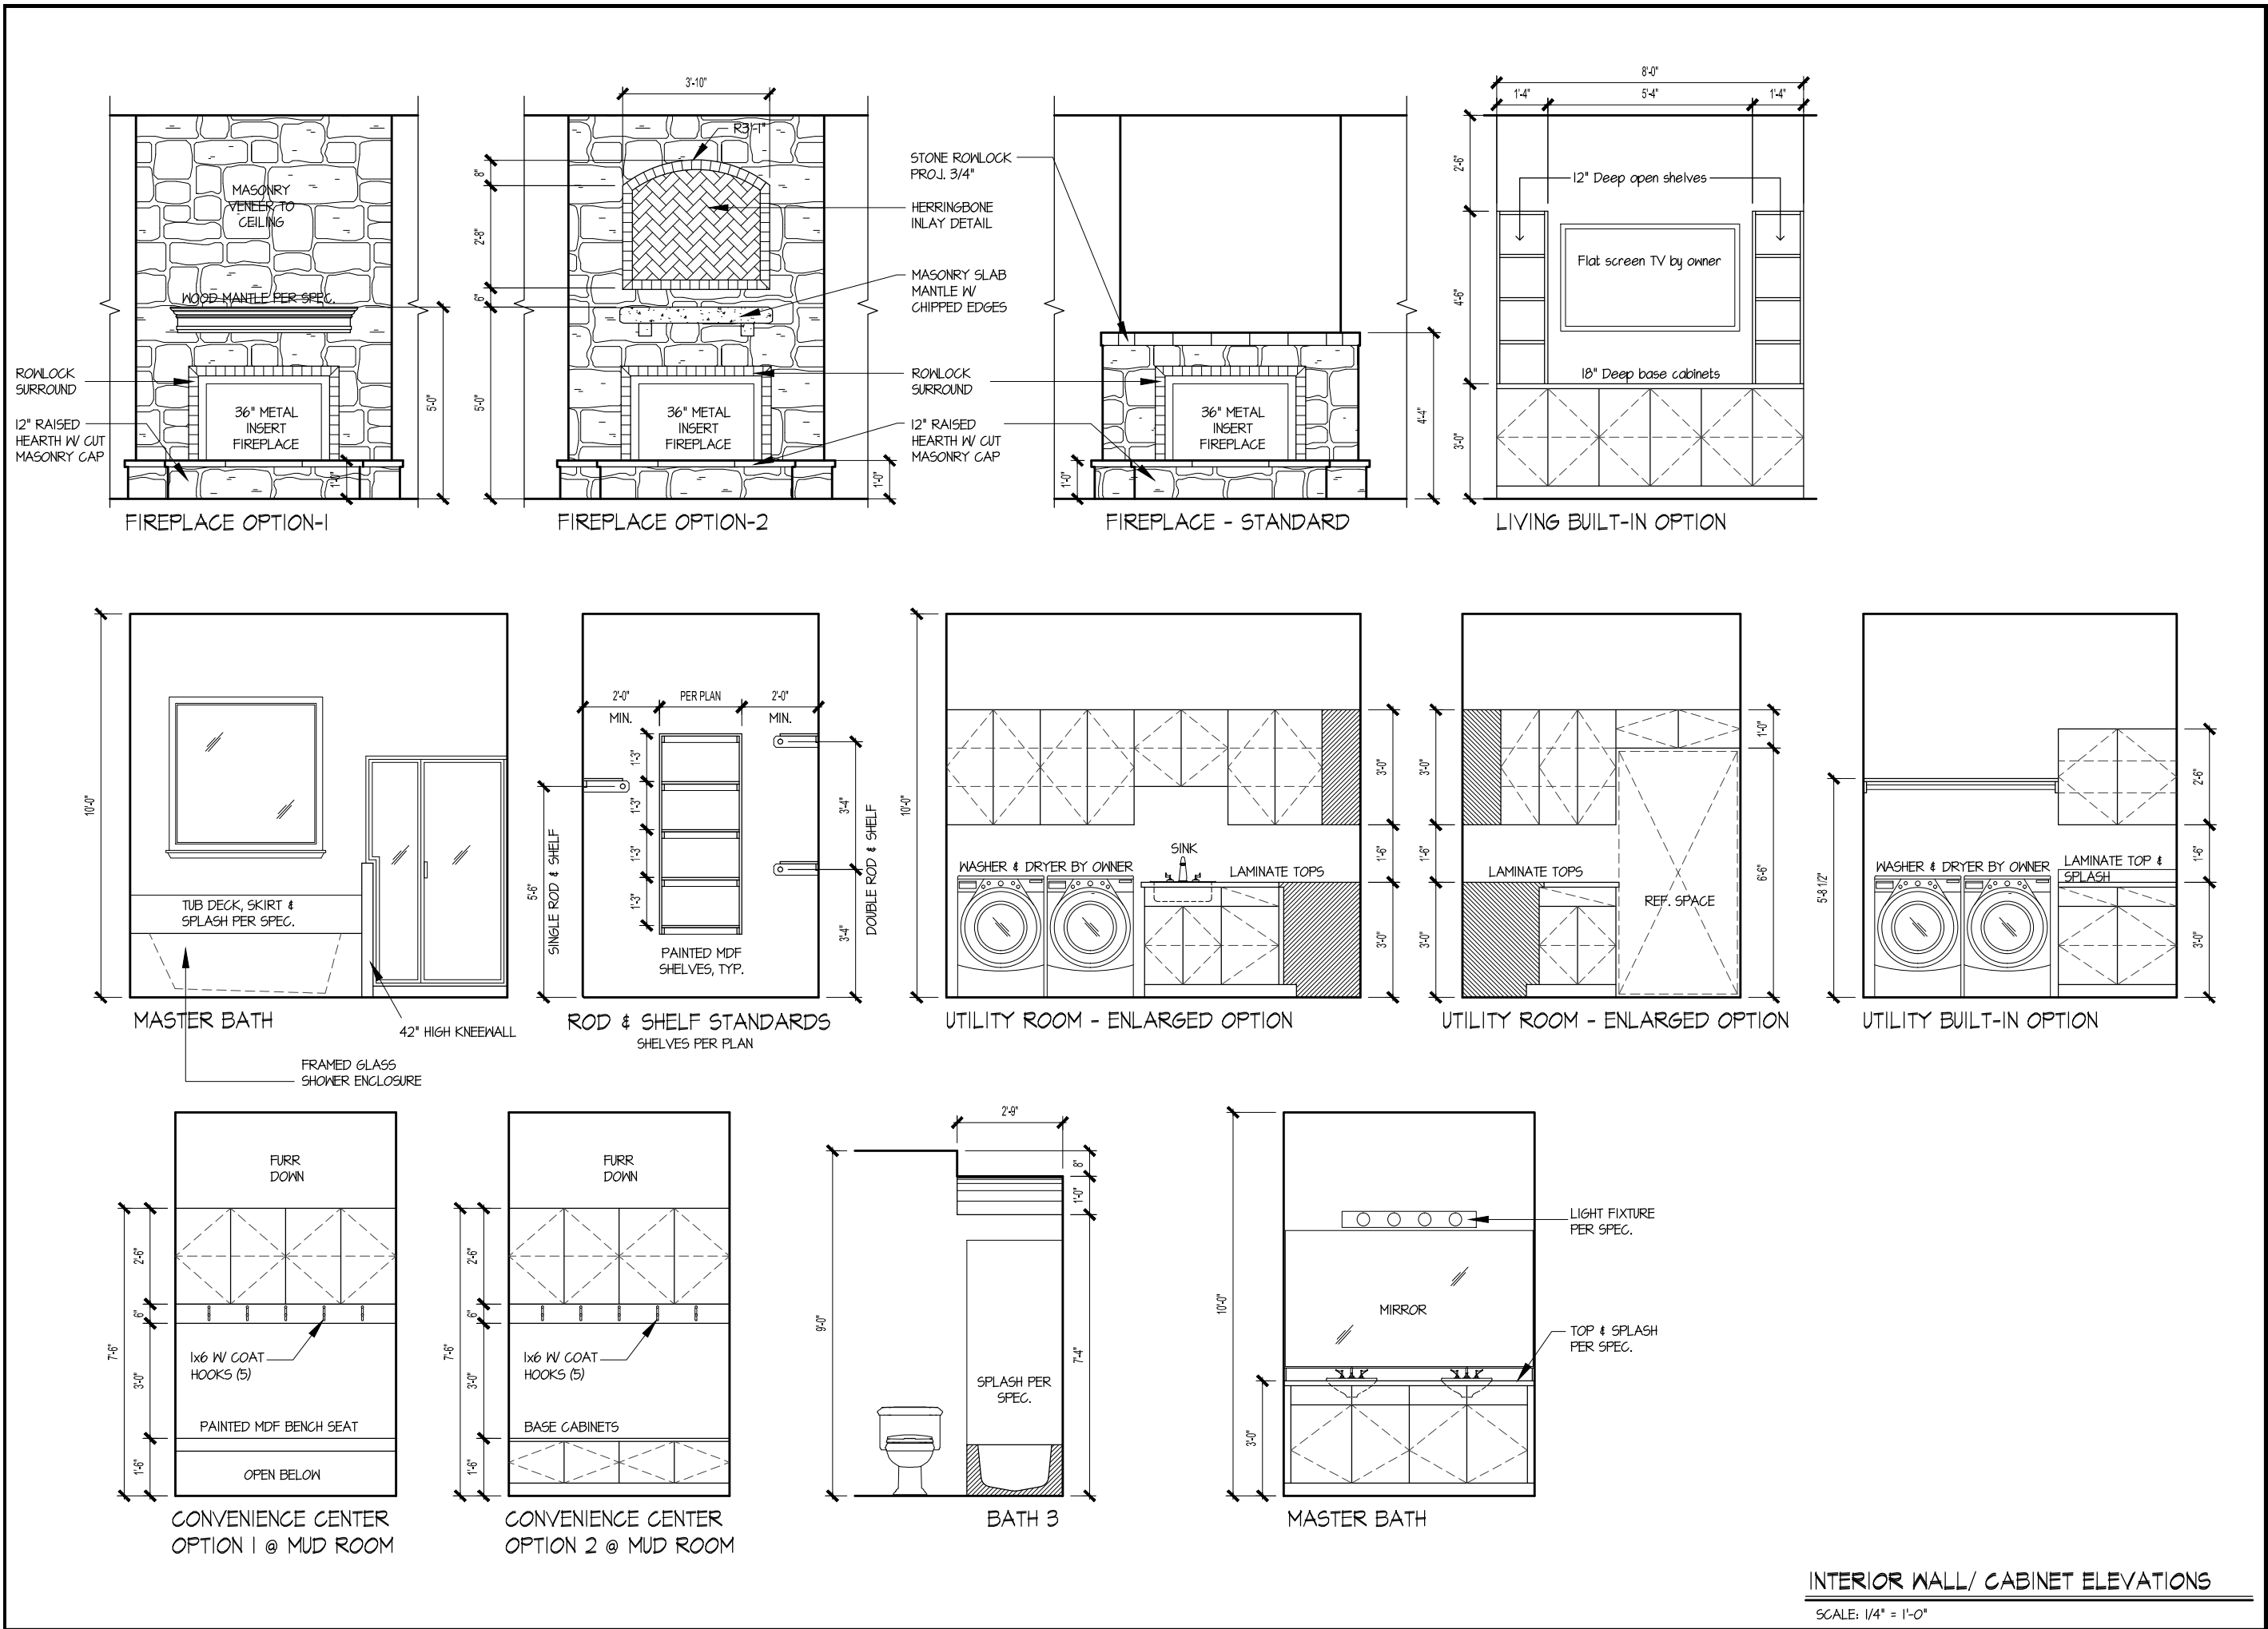 3'-10"
R3'-1"
8"
2'-8"
6"
5'-0"
MASONRY
VENEER TO
CEILING
WOOD MANTLE PER SPEC.
ROWLOCK
SURROUND
12" RAISED
HEARTH W/ CUT
MASONRY CAP
36" METAL
INSERT
FIREPLACE
5'-0"
1'-0"
FIREPLACE OPTION-1
36" METAL
INSERT
FIREPLACE
1'-0"
FIREPLACE OPTION-2
STONE ROWLOCK
PROJ. 3/4"
HERRINGBONE
INLAY DETAIL
MASONRY SLAB
MANTLE W/
CHIPPED EDGES
ROWLOCK
SURROUND
12" RAISED
HEARTH W/ CUT
MASONRY CAP
36" METAL
INSERT
FIREPLACE
1'-0"
4'-4"
FIREPLACE - STANDARD
8'-0"
1'-4"
5'-4"
1'-4"
2'-6"
4'-6"
3'-0"
12" Deep open shelves
Flat screen TV by owner
18" Deep base cabinets
LIVING BUILT-IN OPTION
10'-0"
TUB DECK, SKIRT &
SPLASH PER SPEC.
MASTER BATH
42" HIGH KNEEWALL
FRAMED GLASS
SHOWER ENCLOSURE
2'-0"
MIN.
PER PLAN
2'-0"
MIN.
1'-3"
1'-3"
1'-3"
1'-3"
5'-6"
SINGLE ROD & SHELF
3'-4"
3'-4"
DOUBLE ROD & SHELF
PAINTED MDF
SHELVES, TYP.
ROD & SHELF STANDARDS
SHELVES PER PLAN
10'-0"
SINK
WASHER & DRYER BY OWNER
LAMINATE TOPS
3'-0"
1'-6"
3'-0"
UTILITY ROOM - ENLARGED OPTION
3'-0"
1'-6"
3'-0"
LAMINATE TOPS
REF. SPACE
1'-0"
6'-6"
UTILITY ROOM - ENLARGED OPTION
5'-8 1/2"
WASHER & DRYER BY OWNER
LAMINATE TOP &
SPLASH
2'-6"
1'-6"
3'-0"
UTILITY BUILT-IN OPTION
FURR
DOWN
7'-6"
2'-6"
6"
3'-0"
1'-6"
1x6 W/ COAT
HOOKS (5)
PAINTED MDF BENCH SEAT
OPEN BELOW
CONVENIENCE CENTER
OPTION 1 @ MUD ROOM
FURR
DOWN
7'-6"
2'-6"
6"
3'-0"
1'-6"
1x6 W/ COAT
HOOKS (5)
BASE CABINETS
CONVENIENCE CENTER
OPTION 2 @ MUD ROOM
2'-9"
8"
1'-0"
9'-0"
7'-4"
SPLASH PER
SPEC.
BATH 3
10'-0"
3'-0"
LIGHT FIXTURE
PER SPEC.
MIRROR
TOP & SPLASH
PER SPEC.
MASTER BATH
INTERIOR WALL/ CABINET ELEVATIONS
SCALE: 1/4" = 1'-0"